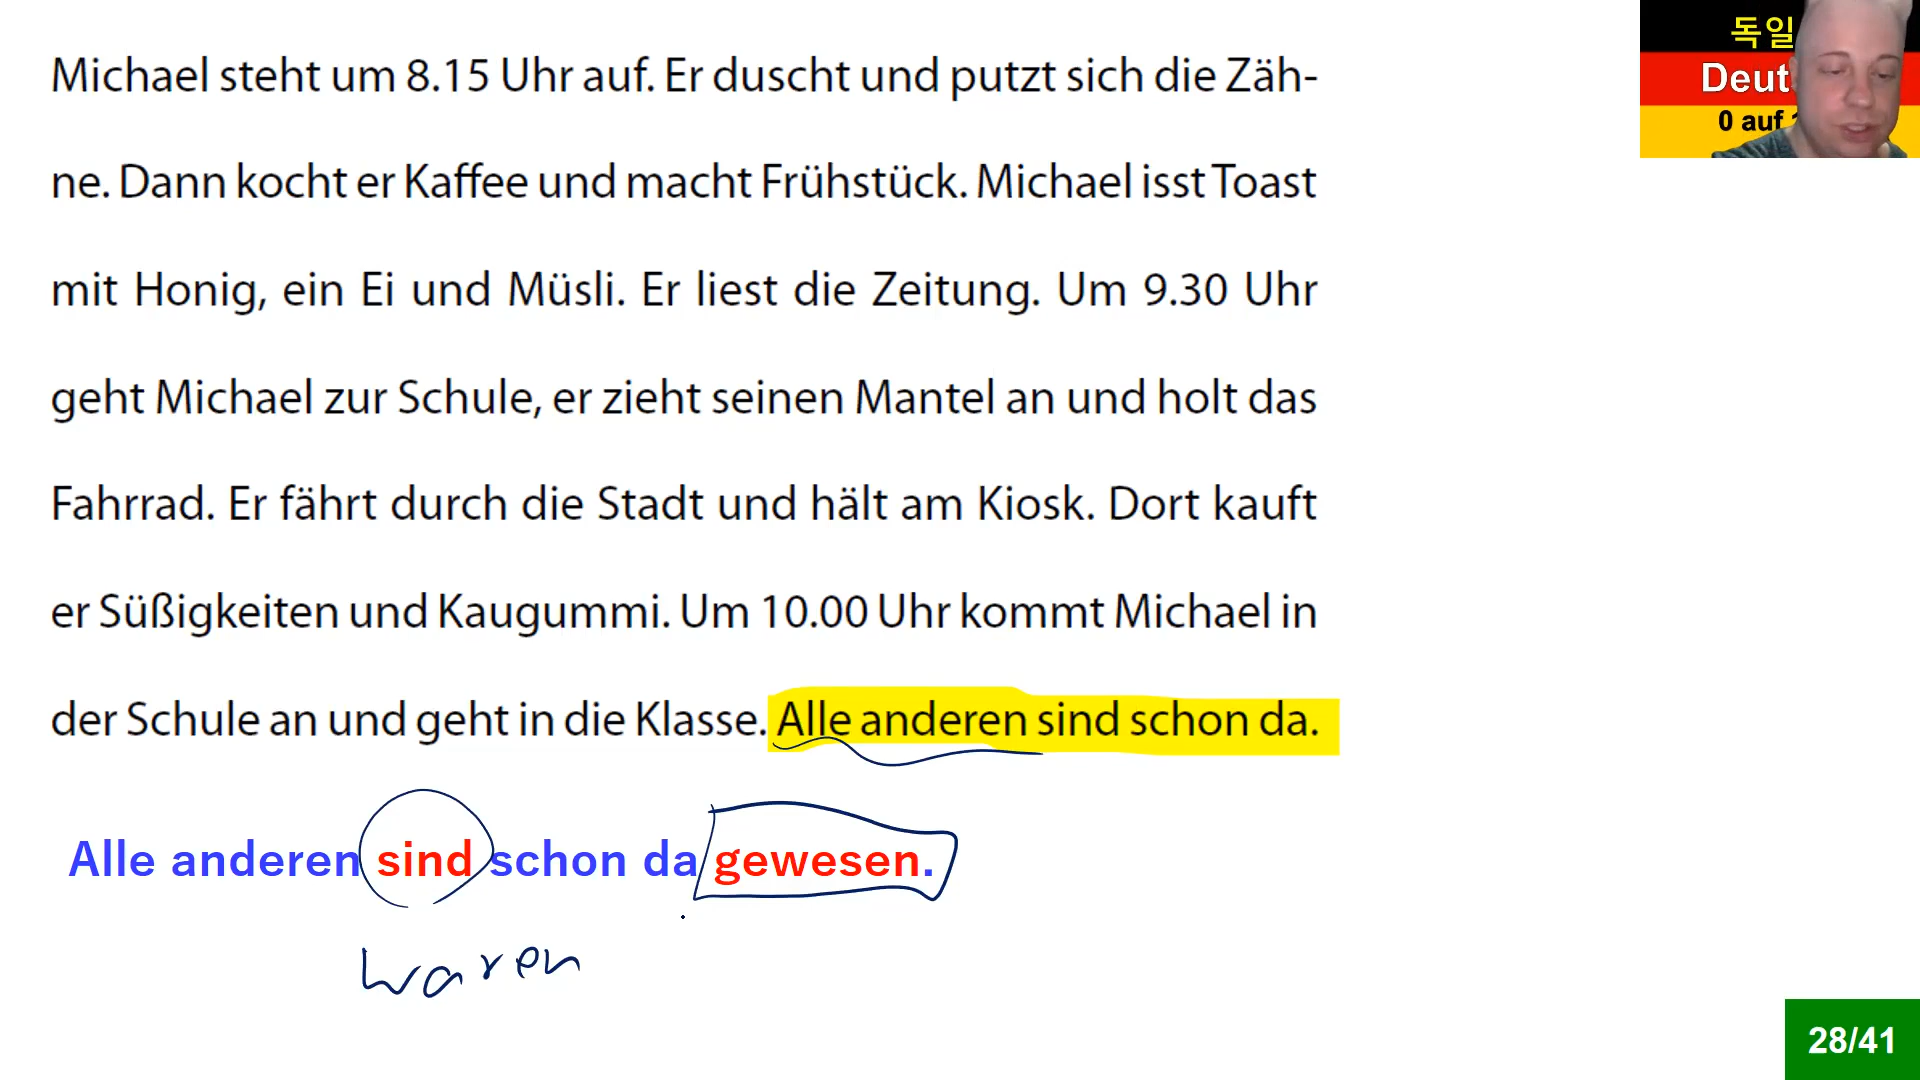 Michael steht um 8.15 Uhr auf. Er duscht und putzt sich die Zäh-
ne. Dann kocht er Kaffee und macht Frühstück. Michael isst Toast
mit Honig, ein Ei und Müsli. Er liest die Zeitung. Um 9.30 Uhr
geht Michael zur Schule, er zieht seinen Mantel an und holt das
Fahrrad. Er fährt durch die Stadt und hält am Kiosk. Dort kauft
er Süßigkeiten und Kaugummi. Um 10.00 Uhr kommt Michael in
der Schule an und geht in die Klasse. Alle anderen sind schon da.
Alle anderen sind schon da gewesen.
waren
독일
Deut
0 auf
28/41